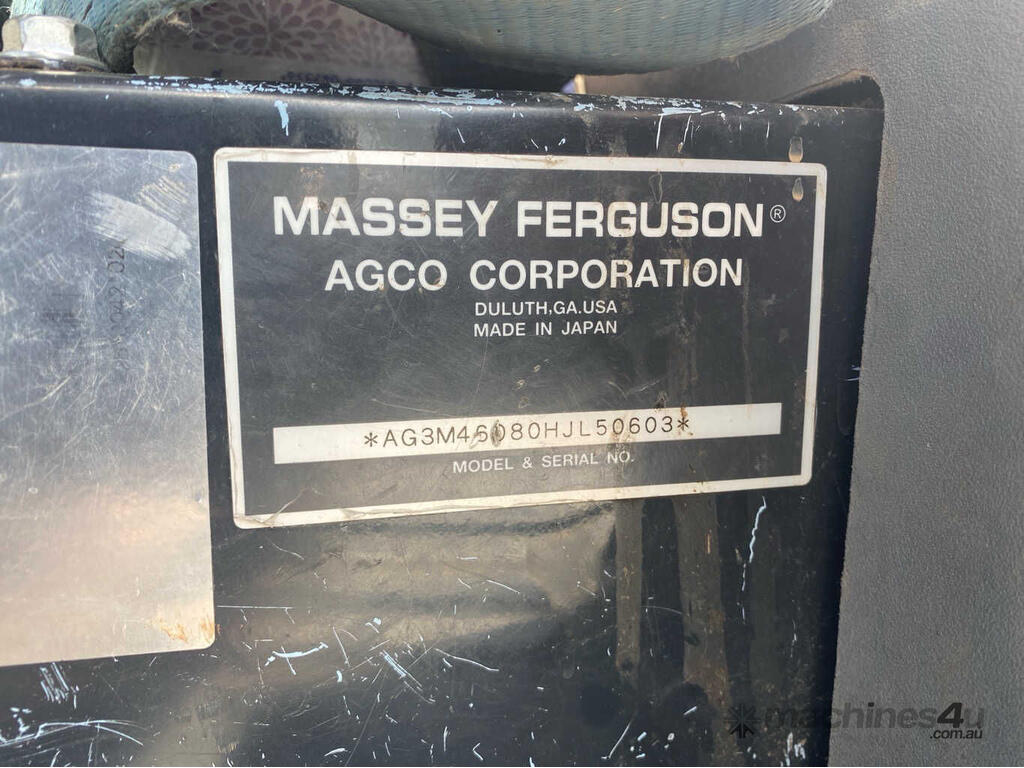 MASSEY FERGUSON®
AGCO CORPORATION
DULUTH,GA.USA
MADE IN JAPAN
*AG3M46080HJL50603*
MODEL & SERIAL NO.
machines4u
.com.au